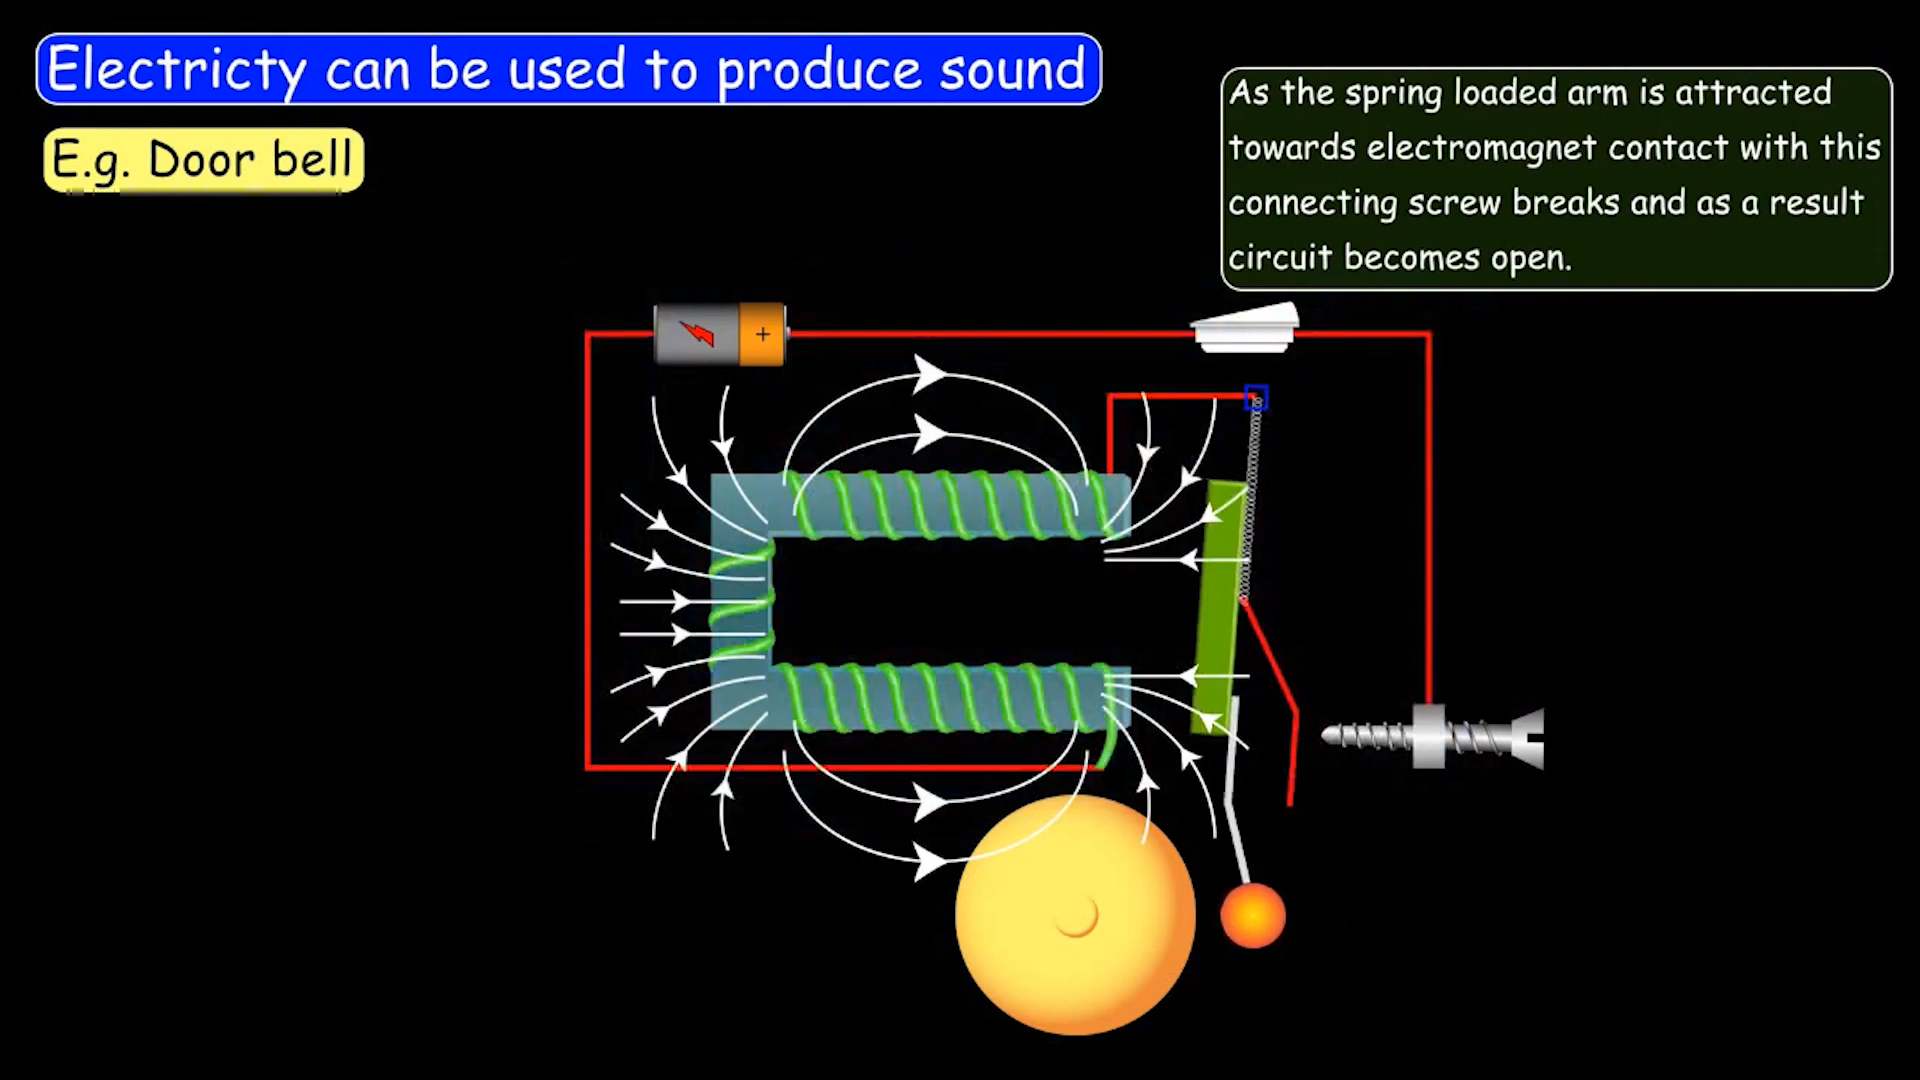 Electricty can be used to produce sound
E.g. Door bell
As the spring loaded arm is attracted
towards electromagnet contact with this
connecting screw breaks and as a result
circuit becomes open.
+